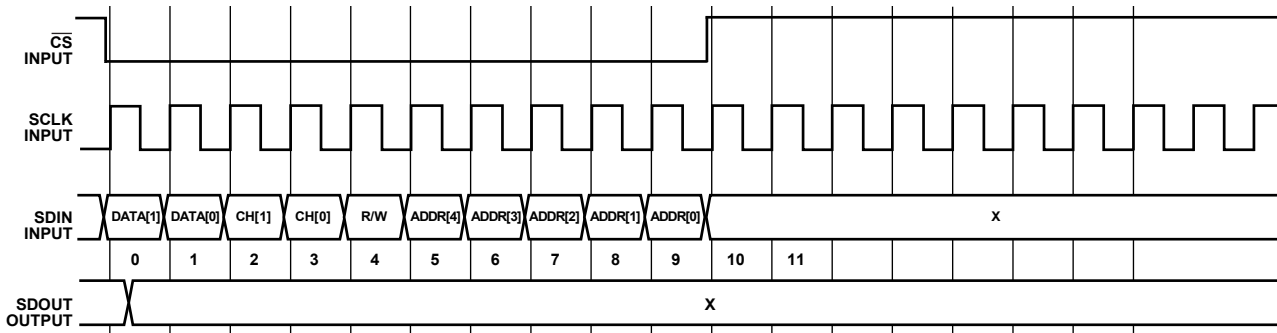 CS
INPUT
SCLK
INPUT
SDIN
INPUT
DATA[1] DATA[0] CH[1] CH[0] R/W ADDR[4] ADDR[3] ADDR[2] ADDR[1] ADDR[0] X
0 1 2 3 4 5 6 7 8 9 10 11
SDOUT
OUTPUT
X